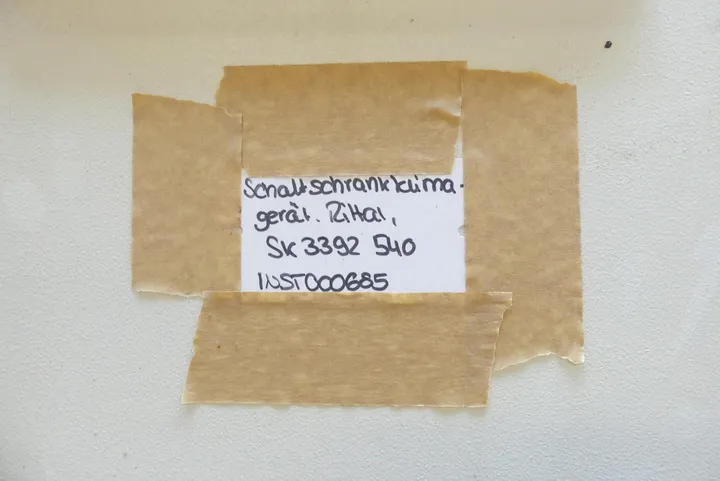 Schaltschrankklima-
gerät. Rittal,
SK 3392 540
INST000685